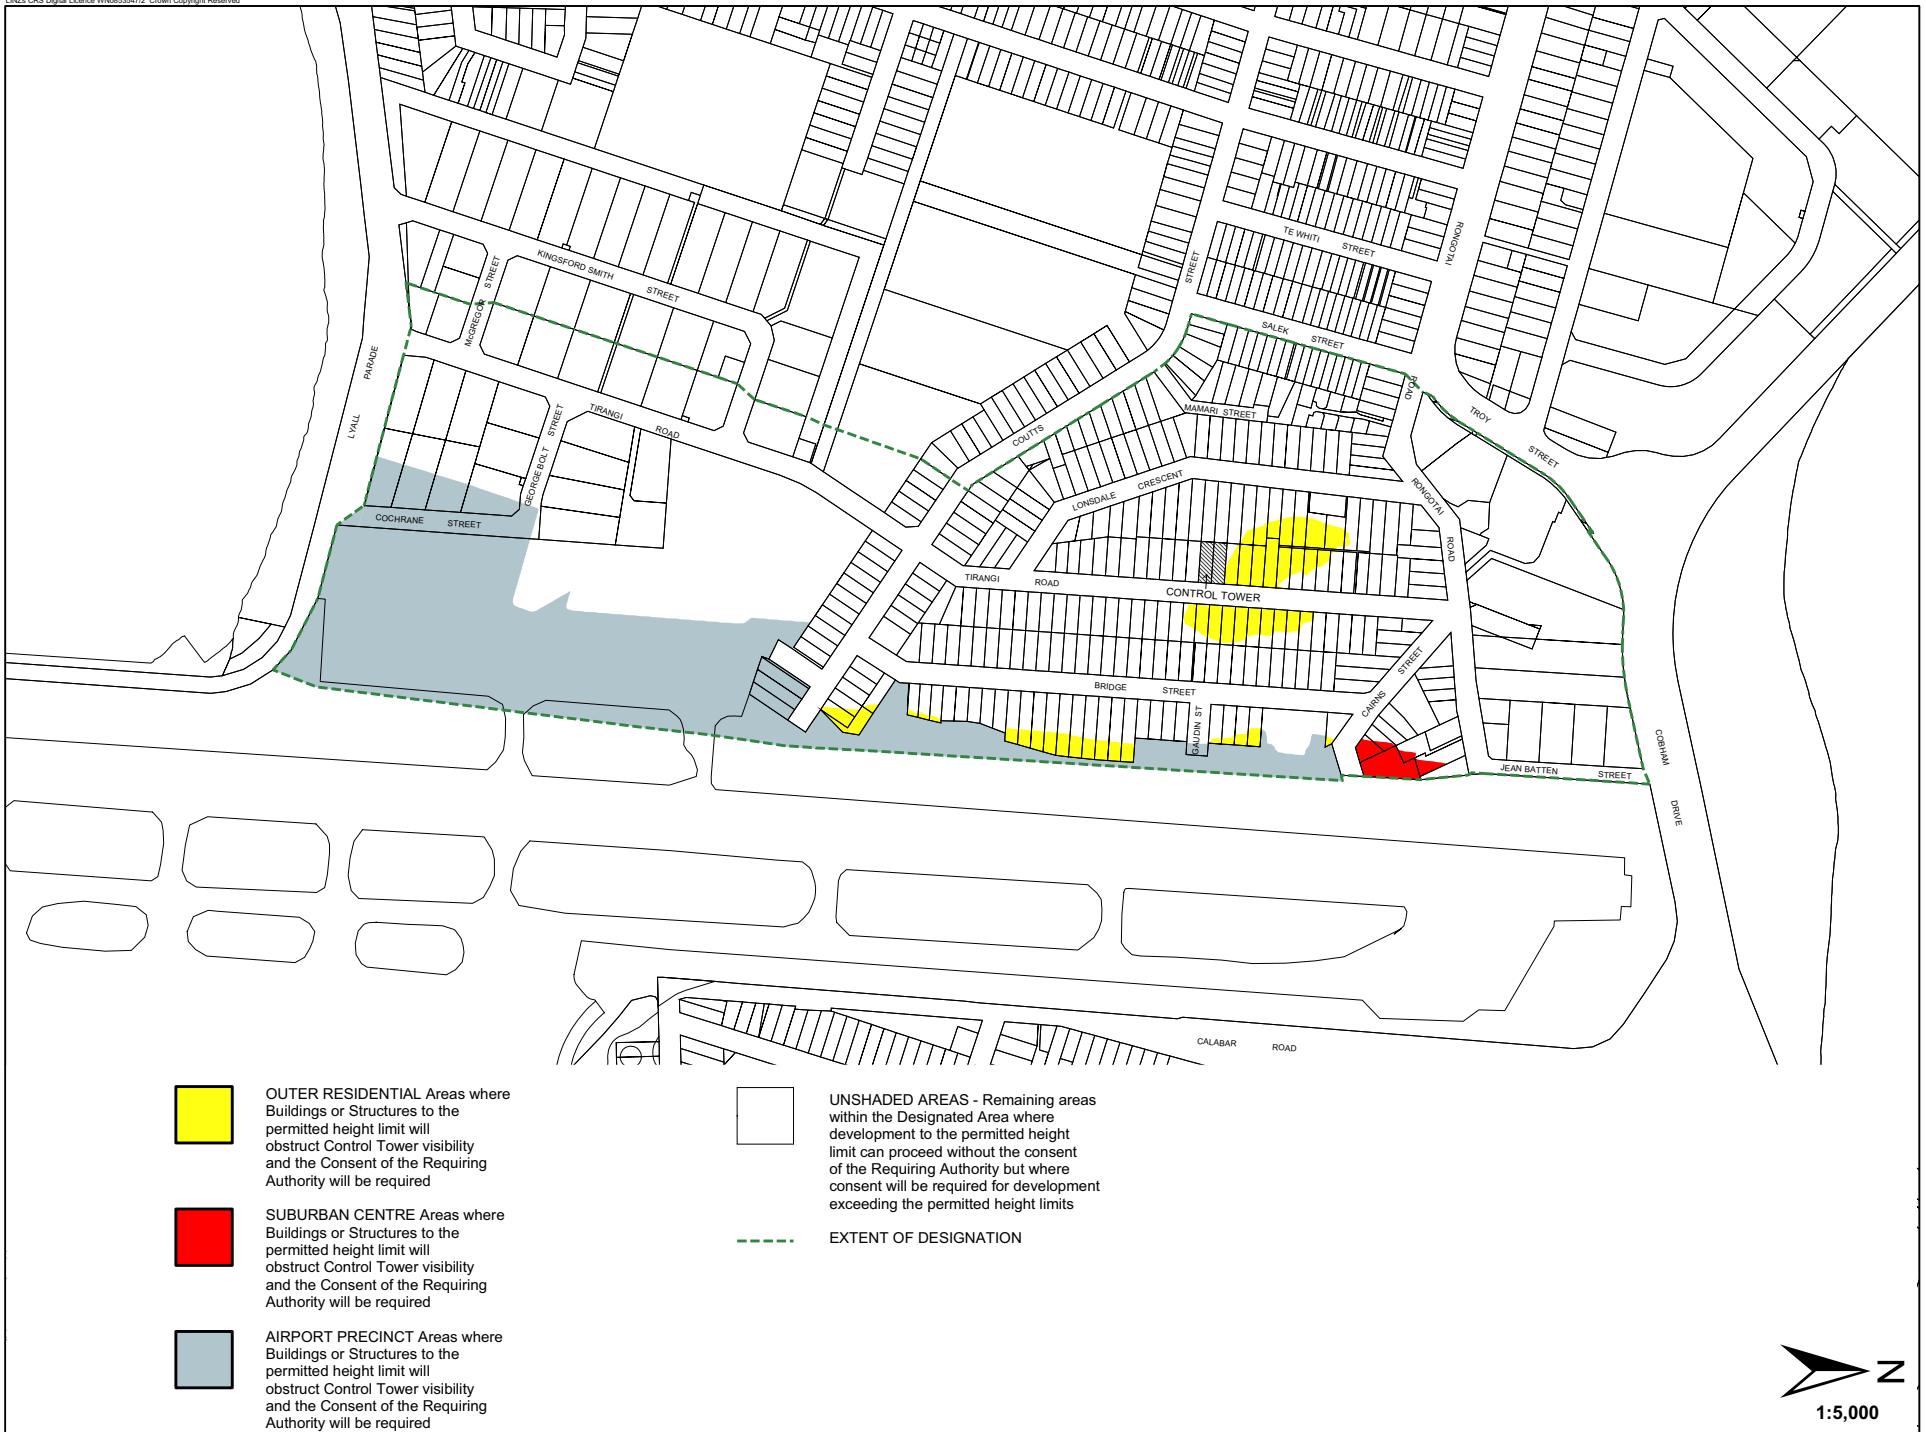 LINZs CRS Digital Licence WN0853547/2 Crown Copyright Reserved
TE WHITI STREET
RONGOTAI
STREET
KINGSFORD SMITH STREET
McGREGOR STREET
SALEK STREET
ROAD
LYALL PARADE
MAMARI STREET
TROY STREET
TIRANGI ROAD
GEORGE BOLT STREET
COUTTS
LONSDALE CRESCENT
RONGOTAI ROAD
COCHRANE STREET
TIRANGI ROAD
CONTROL TOWER
BRIDGE STREET
GAUDIN ST
CAIRNS STREET
JEAN BATTEN STREET
COBHAM DRIVE
CALABAR ROAD
OUTER RESIDENTIAL Areas where
Buildings or Structures to the
permitted height limit will
obstruct Control Tower visibility
and the Consent of the Requiring
Authority will be required
SUBURBAN CENTRE Areas where
Buildings or Structures to the
permitted height limit will
obstruct Control Tower visibility
and the Consent of the Requiring
Authority will be required
AIRPORT PRECINCT Areas where
Buildings or Structures to the
permitted height limit will
obstruct Control Tower visibility
and the Consent of the Requiring
Authority will be required
UNSHADED AREAS - Remaining areas
within the Designated Area where
development to the permitted height
limit can proceed without the consent
of the Requiring Authority but where
consent will be required for development
exceeding the permitted height limits
EXTENT OF DESIGNATION
N
1:5,000